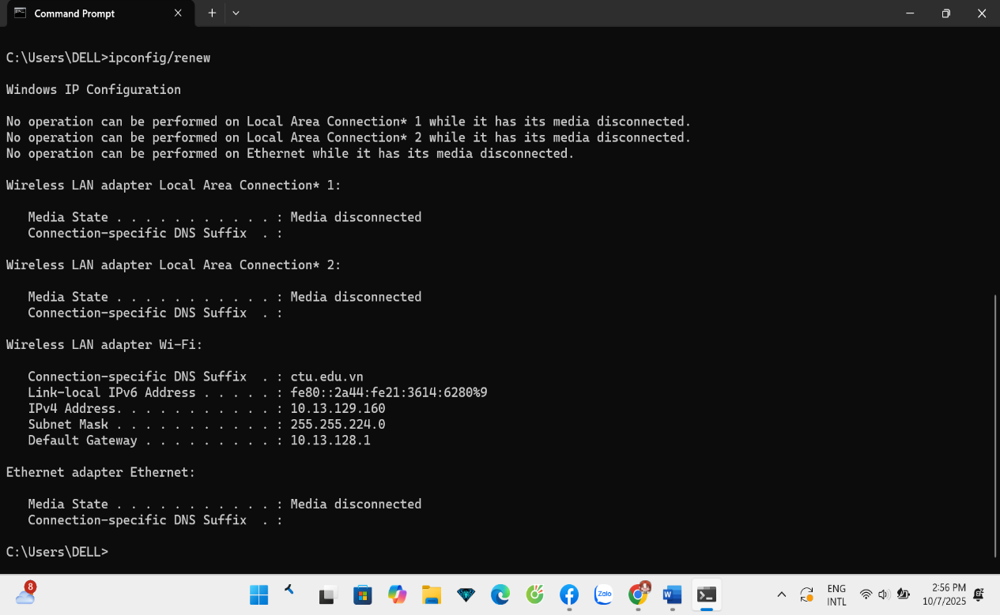 Command Prompt
C:\Users\DELL>ipconfig/renew
Windows IP Configuration
No operation can be performed on Local Area Connection* 1 while it has its media disconnected.
No operation can be performed on Local Area Connection* 2 while it has its media disconnected.
No operation can be performed on Ethernet while it has its media disconnected.
Wireless LAN adapter Local Area Connection* 1:
Media State . . . . . . . . . . . : Media disconnected
Connection-specific DNS Suffix  . :
Wireless LAN adapter Local Area Connection* 2:
Media State . . . . . . . . . . . : Media disconnected
Connection-specific DNS Suffix  . :
Wireless LAN adapter Wi-Fi:
Connection-specific DNS Suffix  . : ctu.edu.vn
Link-local IPv6 Address . . . . . : fe80::2a44:fe21:3614:6280%9
IPv4 Address. . . . . . . . . . . : 10.13.129.160
Subnet Mask . . . . . . . . . . . : 255.255.224.0
Default Gateway . . . . . . . . . : 10.13.128.1
Ethernet adapter Ethernet:
Media State . . . . . . . . . . . : Media disconnected
Connection-specific DNS Suffix  . :
C:\Users\DELL>
8
Zalo
W
ENG
INTL
2:56 PM
10/7/2025